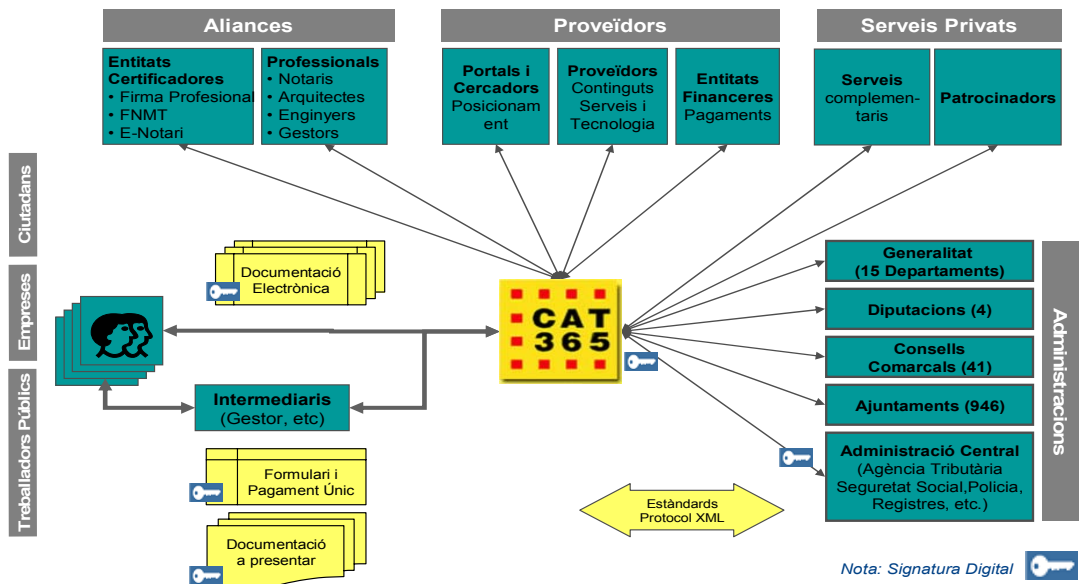 Aliances
Proveïdors
Serveis Privats
Entitats
Certificadores
• Firma Profesional
• FNMT
• E-Notari
Professionals
• Notaris
• Arquitectes
• Enginyers
• Gestors
Portals i
Cercadors
Posicionam
ent
Proveïdors
Continguts
Serveis i
Tecnologia
Entitats
Financeres
Pagaments
Serveis
complemen-
taris
Patrocinadors
Ciutadans
Empreses
Treballadors Públics
Documentació
Electrònica
CAT
365
Intermediaris
(Gestor, etc)
Formulari i
Pagament Únic
Documentació
a presentar
Estàndards
Protocol XML
Generalitat
(15 Departaments)
Diputacions (4)
Consells
Comarcals (41)
Ajuntaments (946)
Administració Central
(Agència Tributària
Seguretat Social,Policia,
Registres, etc.)
Administracions
Nota: Signatura Digital